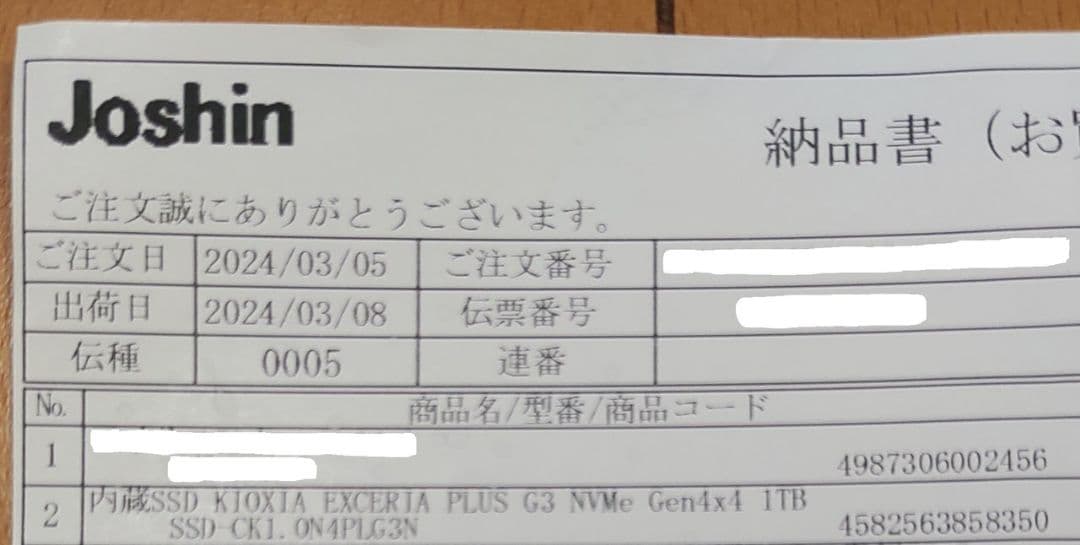 Joshin
納品書（お
ご注文誠にありがとうございます。
ご注文日 2024/03/05 ご注文番号
出荷日 2024/03/08 伝票番号
伝種 0005 連番
No. 商品名/型番/商品コード
1 4987306002456
2 内蔵SSD KIOXIA EXCERIA PLUS G3 NVMe Gen4x4 1TB
SSD-CK1.0N4PLG3N 4582563858350